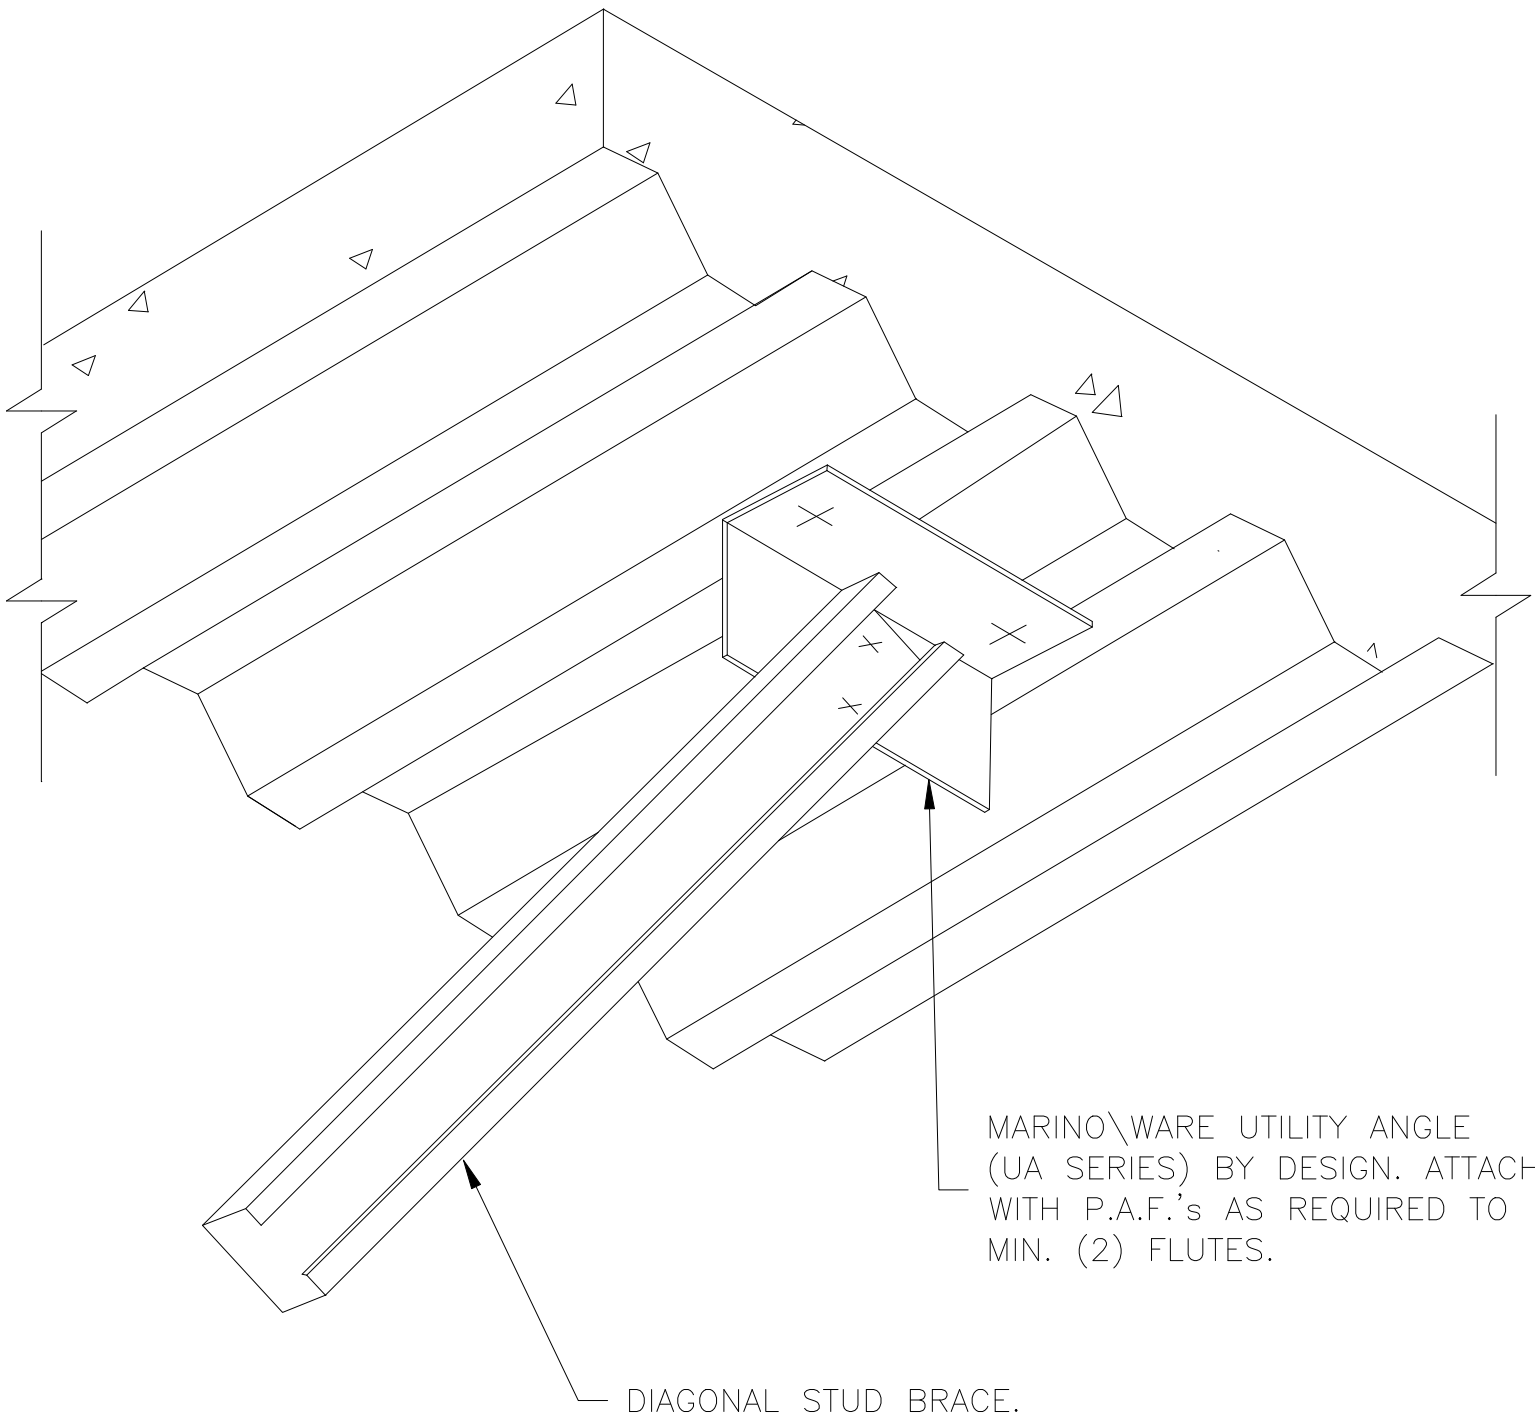 MARINO\WARE UTILITY ANGLE
(UA SERIES) BY DESIGN. ATTACH
WITH P.A.F.'s AS REQUIRED TO
MIN. (2) FLUTES.
DIAGONAL STUD BRACE.